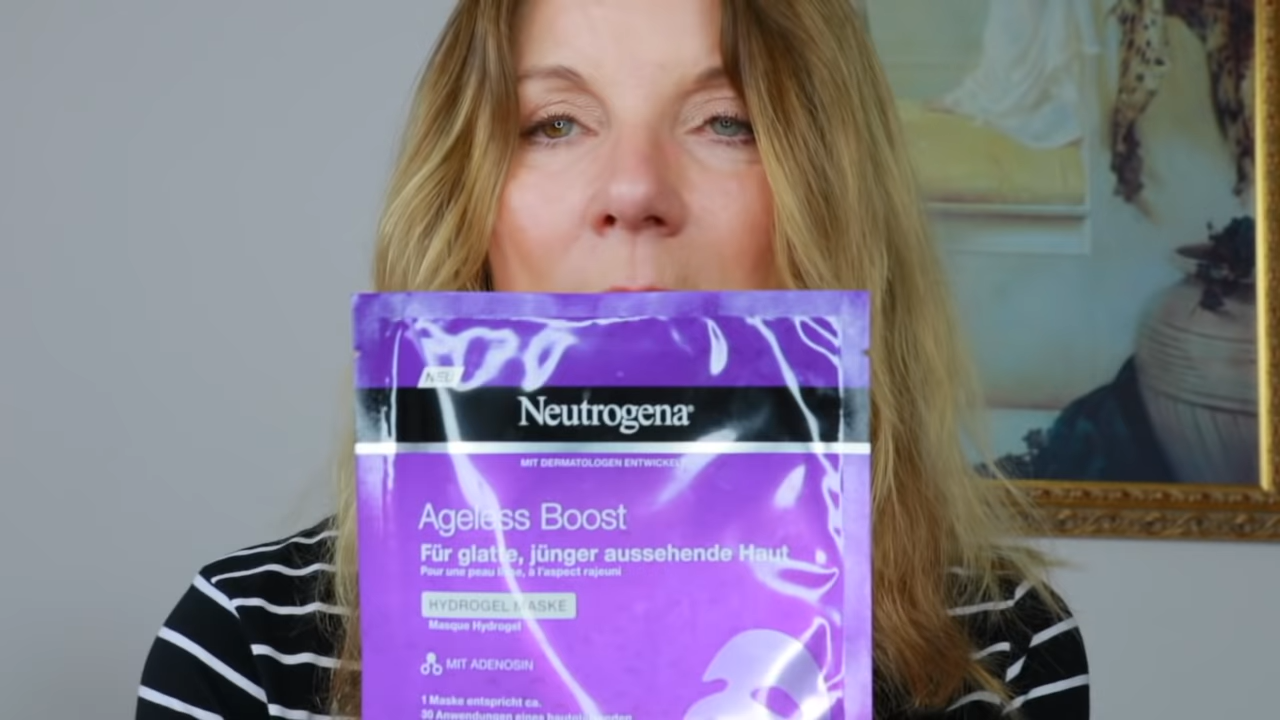 NEU
Neutrogena®
MIT DERMATOLOGEN ENTWICKELT
Ageless Boost
Für glatte, jünger aussehende Haut
Pour une peau lisse, à l'aspect rajeuni
HYDROGEL MASKE
Masque Hydrogel
MIT ADENOSIN
1 Maske entspricht ca.
30 Anwendungen eines